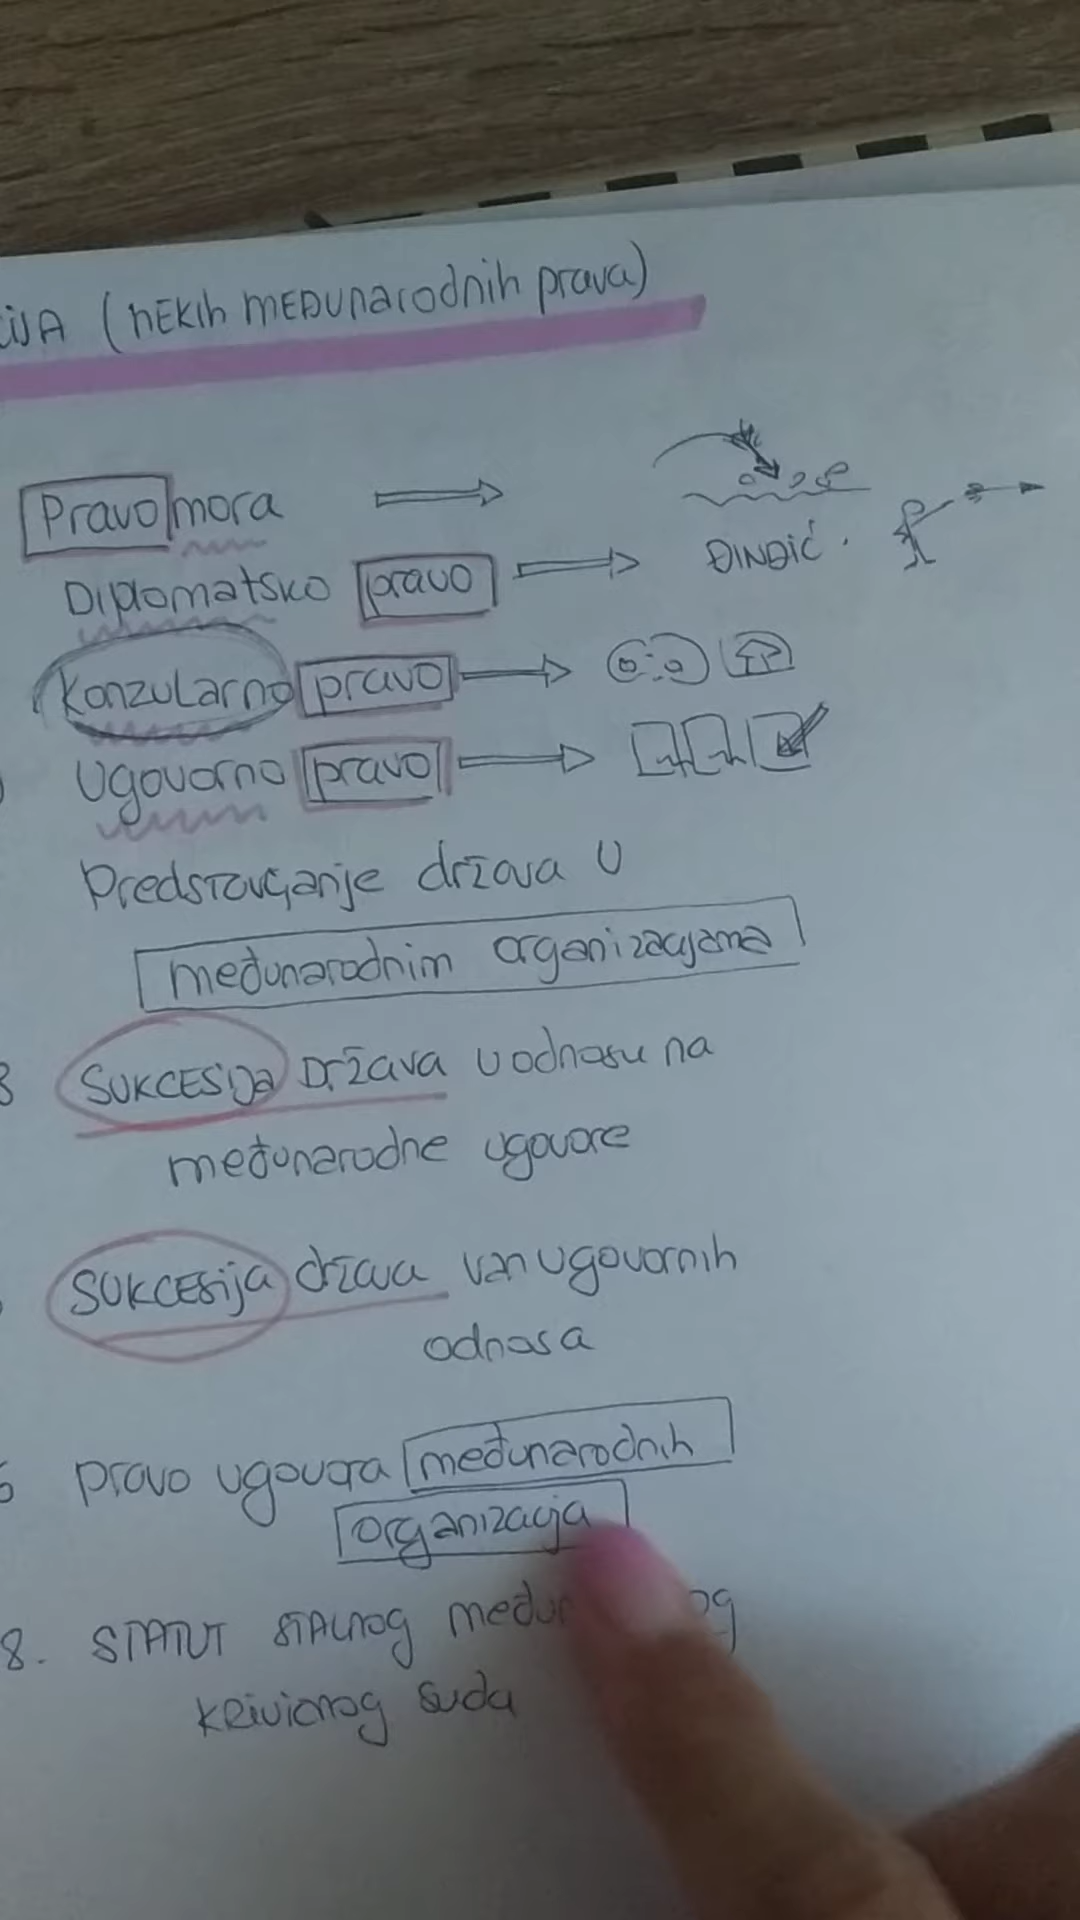 (nEKih MEĐUnarodnih prava)
Pravo mora
Diplomatsko pravo
ĐINĐIĆ.
Konzularno pravo
Ugovorno pravo
Predstavljanje država u
međunarodnim organizacijama
SUKCESija Država u odnosu na
međunarodne ugovore
SUKCEsija država van ugovornih
odnosa
pravo ugovora međunarodnih
organizacija
8. STATUT STALnog
krivičnog suda